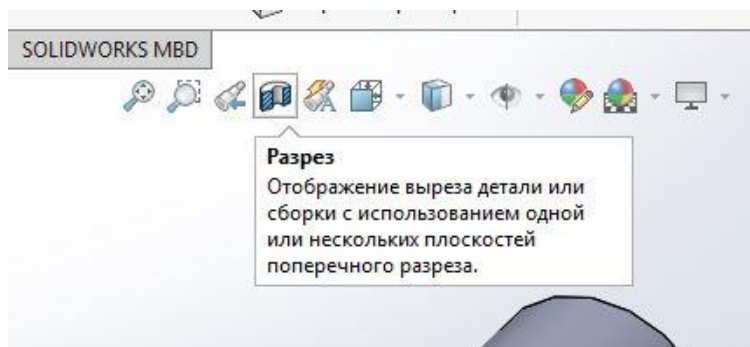 SOLIDWORKS MBD
Разрез
Отображение выреза детали или
сборки с использованием одной
или нескольких плоскостей
поперечного разреза.